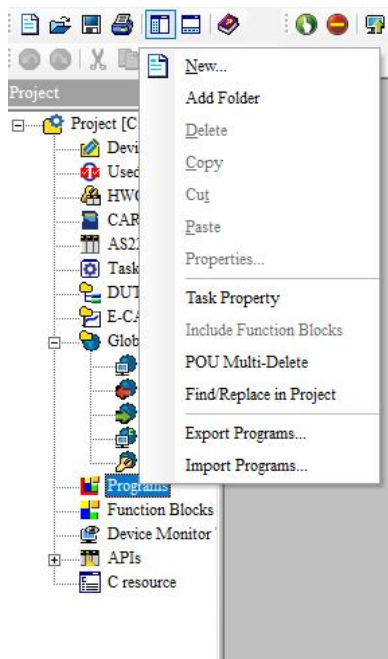 Project
Project [C
Devi
Used
HWC
CAR
AS22
Task
DUT
E-CA
Glob
Programs
Function Blocks
Device Monitor
APIs
C resource
New...
Add Folder
Delete
Copy
Cut
Paste
Properties...
Task Property
Include Function Blocks
POU Multi-Delete
Find/Replace in Project
Export Programs...
Import Programs...